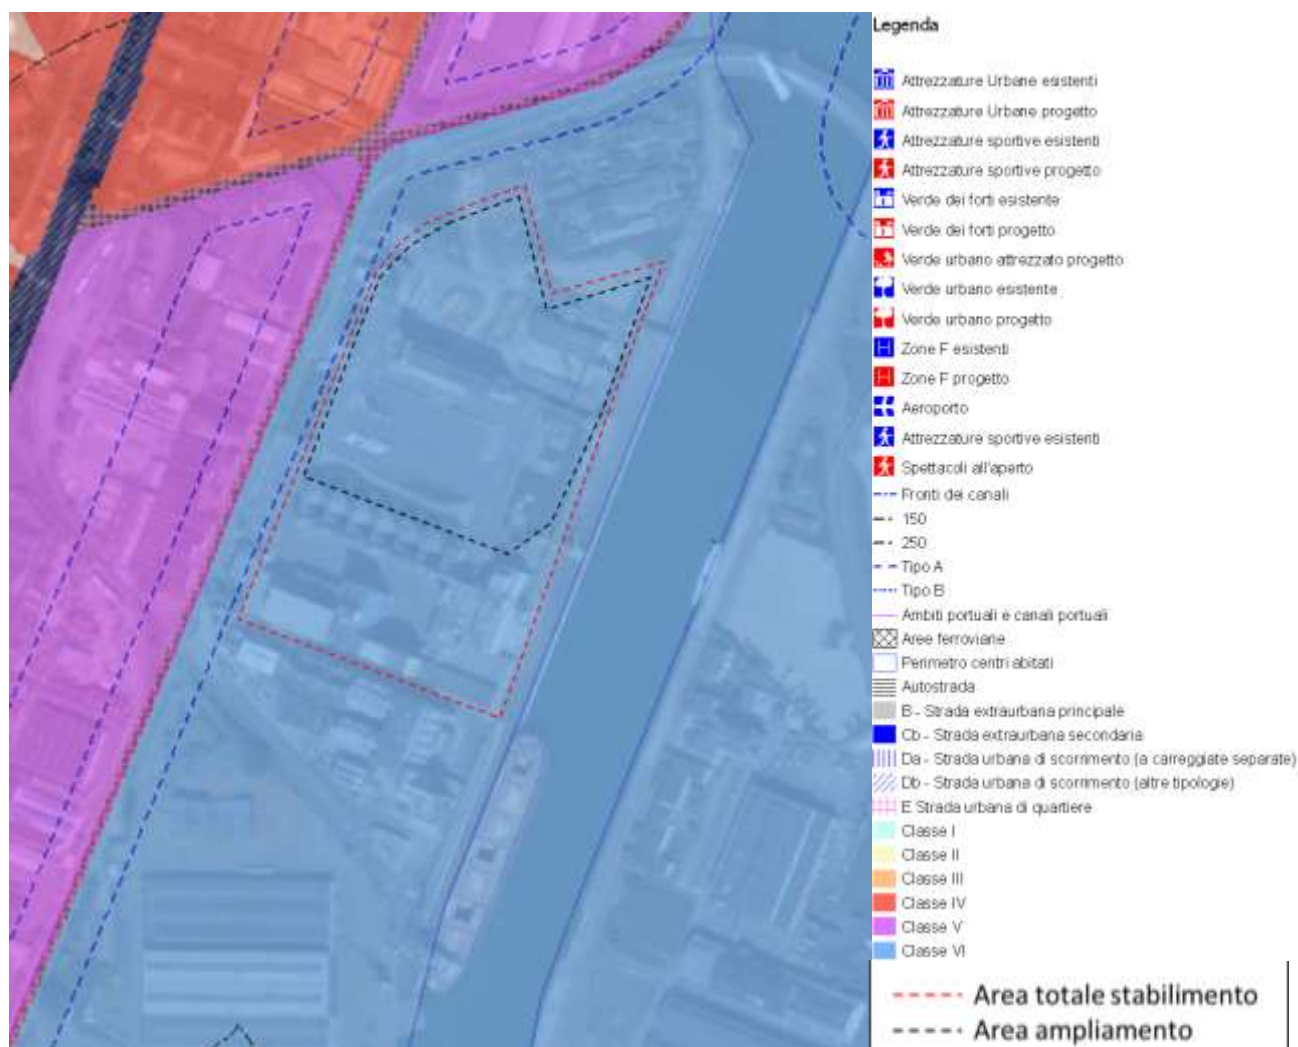 Legenda
Attrezzature Urbane esistenti
Attrezzature Urbane progetto
Attrezzature sportive esistenti
Attrezzature sportive progetto
Verde dei forti esistente
Verde dei forti progetto
Verde urbano attrezzato progetto
Verde urbano esistente
Verde urbano progetto
Zone F esistenti
Zone F progetto
Aeroporto
Attrezzature sportive esistenti
Spettacoli all'aperto
Fronti dei canali
150
250
Tipo A
Tipo B
Ambiti portuali e canali portuali
Aree ferroviarie
Perimetro centri abitati
Autostrada
B - Strada extraurbana principale
Cb - Strada extraurbana secondaria
Da - Strada urbana di scorrimento (a carreggiate separate)
Db - Strada urbana di scorrimento (altre tipologie)
E Strada urbana di quartiere
Classe I
Classe II
Classe III
Classe IV
Classe V
Classe VI
Area totale stabilimento
Area ampliamento